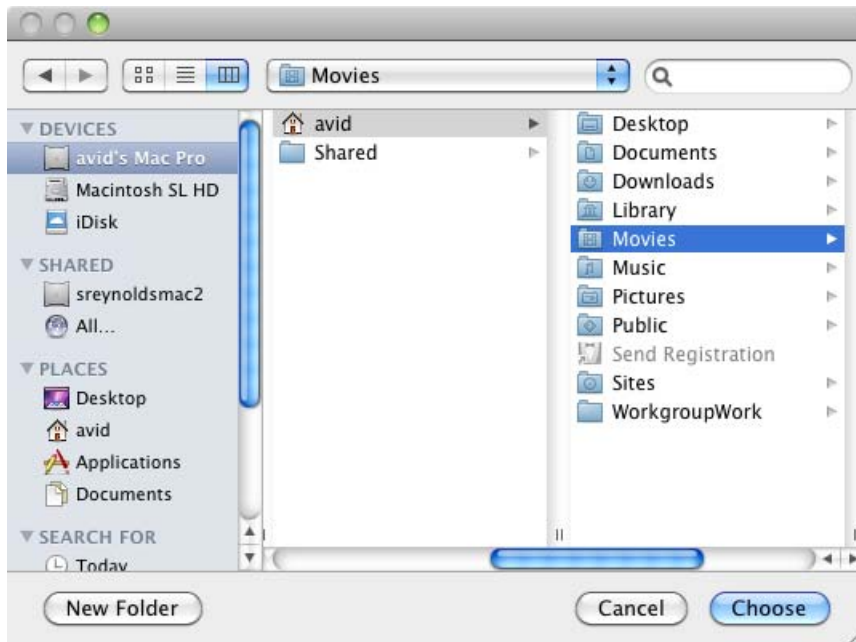 Movies
DEVICES
avid's Mac Pro
Macintosh SL HD
iDisk
SHARED
sreynoldsmac2
All...
PLACES
Desktop
avid
Applications
Documents
SEARCH FOR
Today
avid
Shared
Desktop
Documents
Downloads
Library
Movies
Music
Pictures
Public
Send Registration
Sites
WorkgroupWork
New Folder
Cancel
Choose